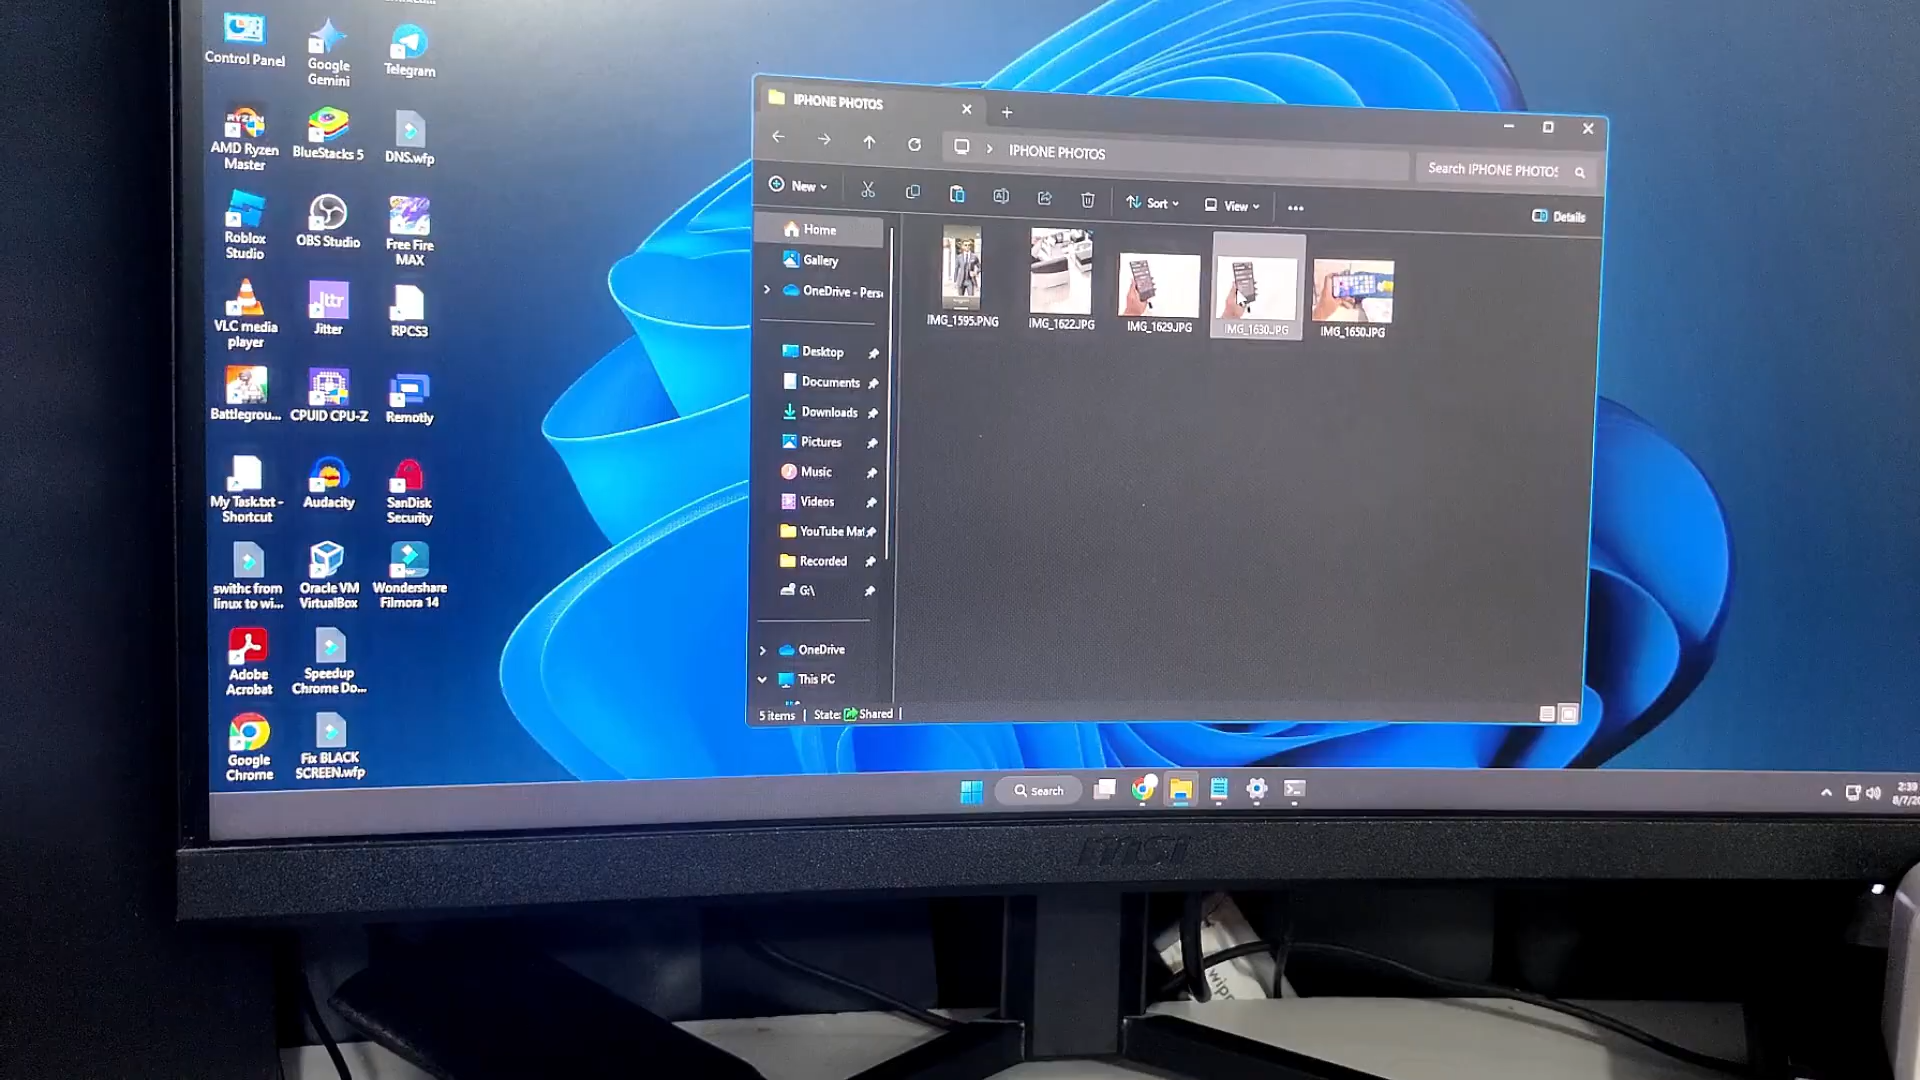 Control Panel
Google
Gemini
Telegram
AMD Ryzen
Master
BlueStacks 5
DNS.wfp
Roblox
Studio
OBS Studio
Free Fire
MAX
VLC media
player
Jitter
RPCS3
Battlegrou...
CPUID CPU-Z
Remotly
My Task.txt -
Shortcut
Audacity
SanDisk
Security
swithc from
linux to wi...
Oracle VM
VirtualBox
Wondershare
Filmora 14
Adobe
Acrobat
Speedup
Chrome Do...
Google
Chrome
Fix BLACK
SCREEN.wfp
RYZEN
Jttr
IPHONE PHOTOS
IPHONE PHOTOS
Search IPHONE PHOTOS
New
Sort
View
Details
Home
Gallery
OneDrive - Pers
Desktop
Documents
Downloads
Pictures
Music
Videos
YouTube Mat
Recorded
G:\
OneDrive
This PC
IMG_1595.PNG
IMG_1622.JPG
IMG_1629.JPG
IMG_1630.JPG
IMG_1650.JPG
5 items
State: Shared
Search
2:39
8/7/20
msi
wipr